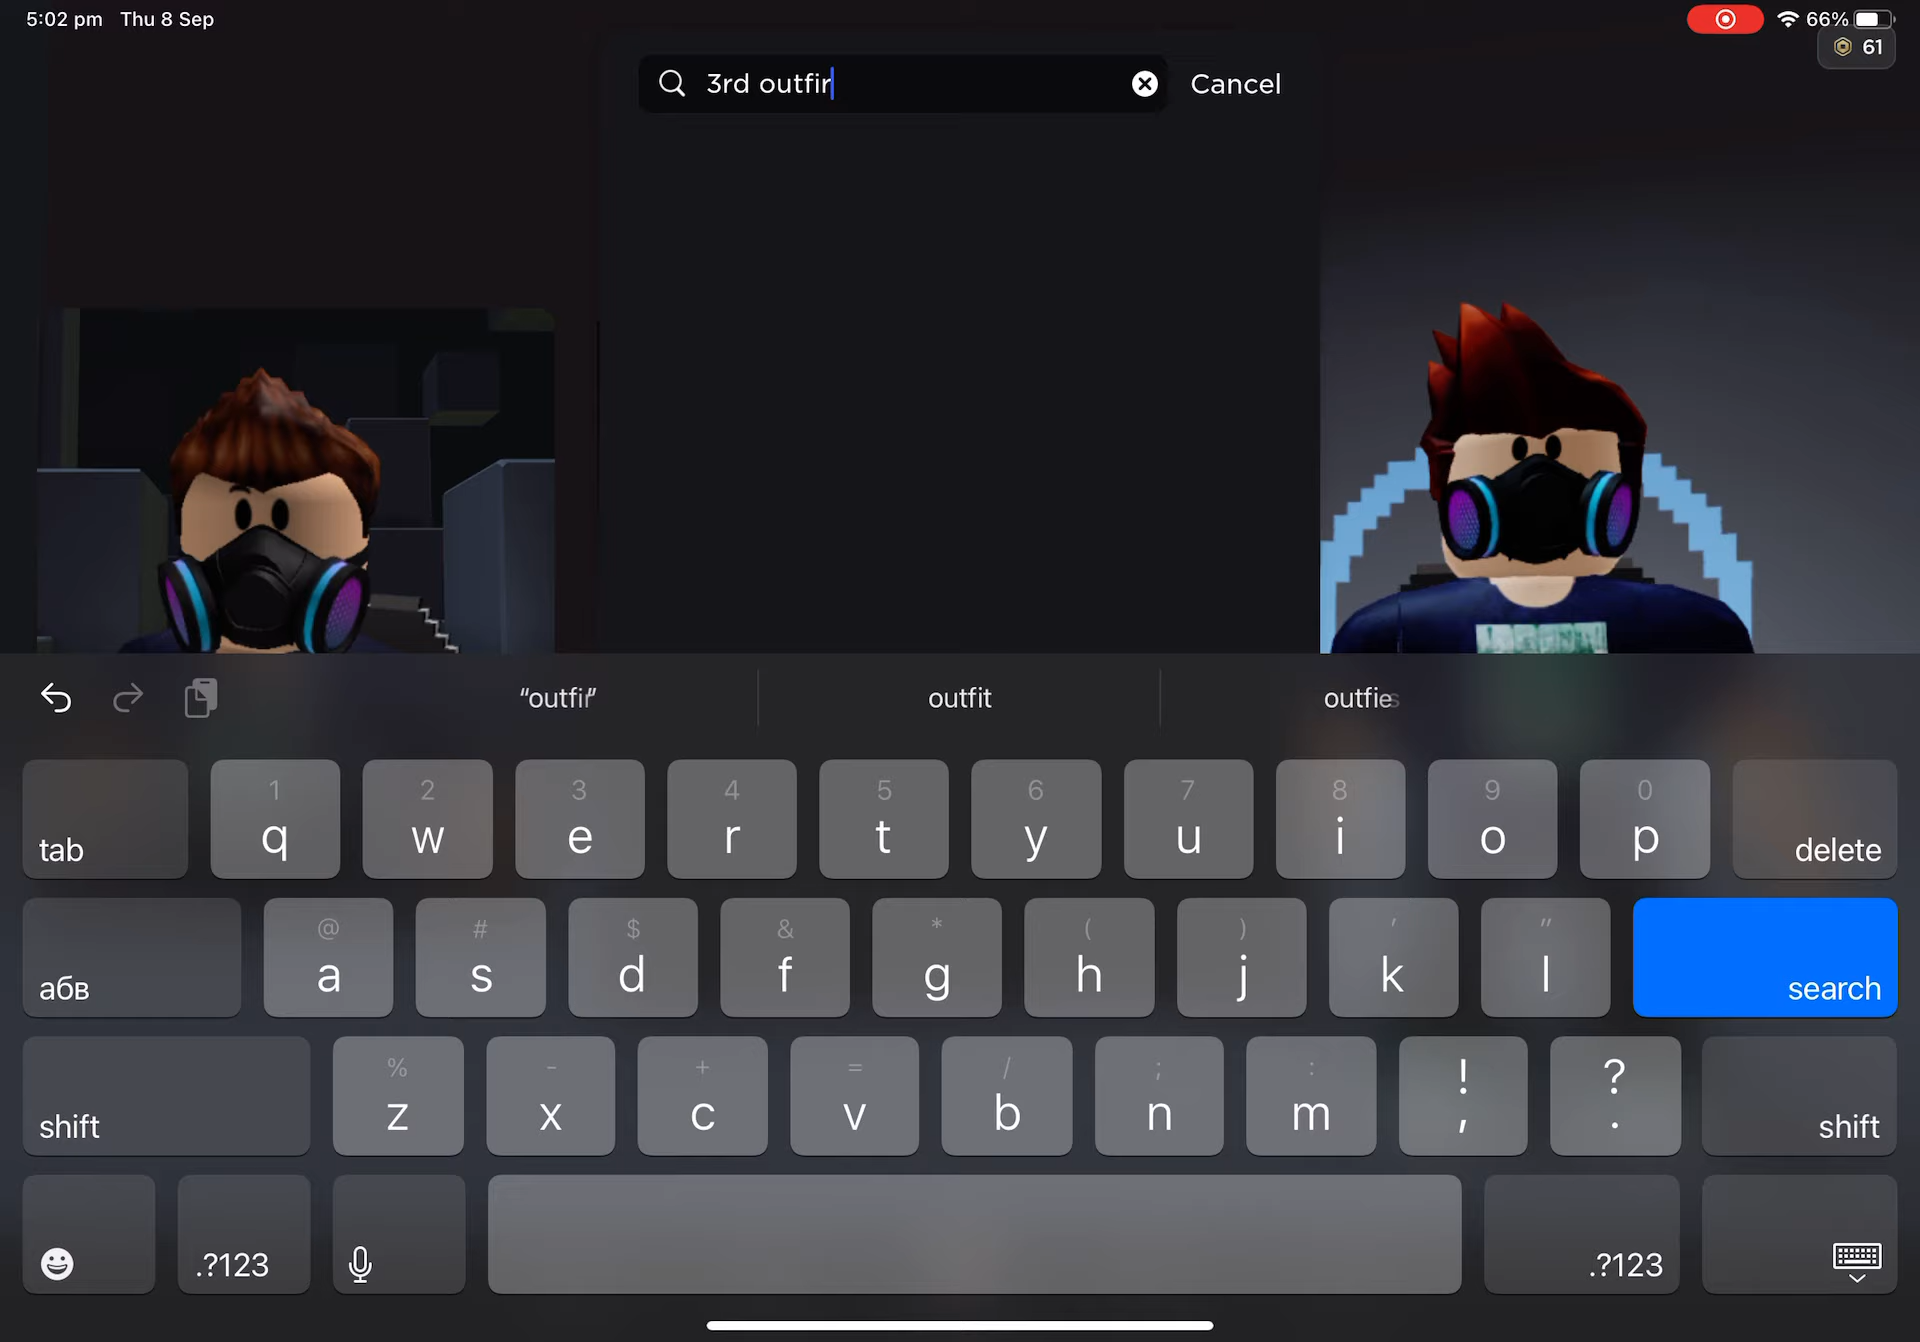 5:02 pm Thu 8 Sep
66%
61
3rd outfir
Cancel
“outfir”
outfit
outfies
tab
1 2 3 4 5 6 7 8 9 0
q w e r t y u i o p
delete
абв
@ # $ & * ( ) ' "
a s d f g h j k l
search
shift
% - + = / ; : ! ?
z x c v b n m , .
shift
.?123
.?123